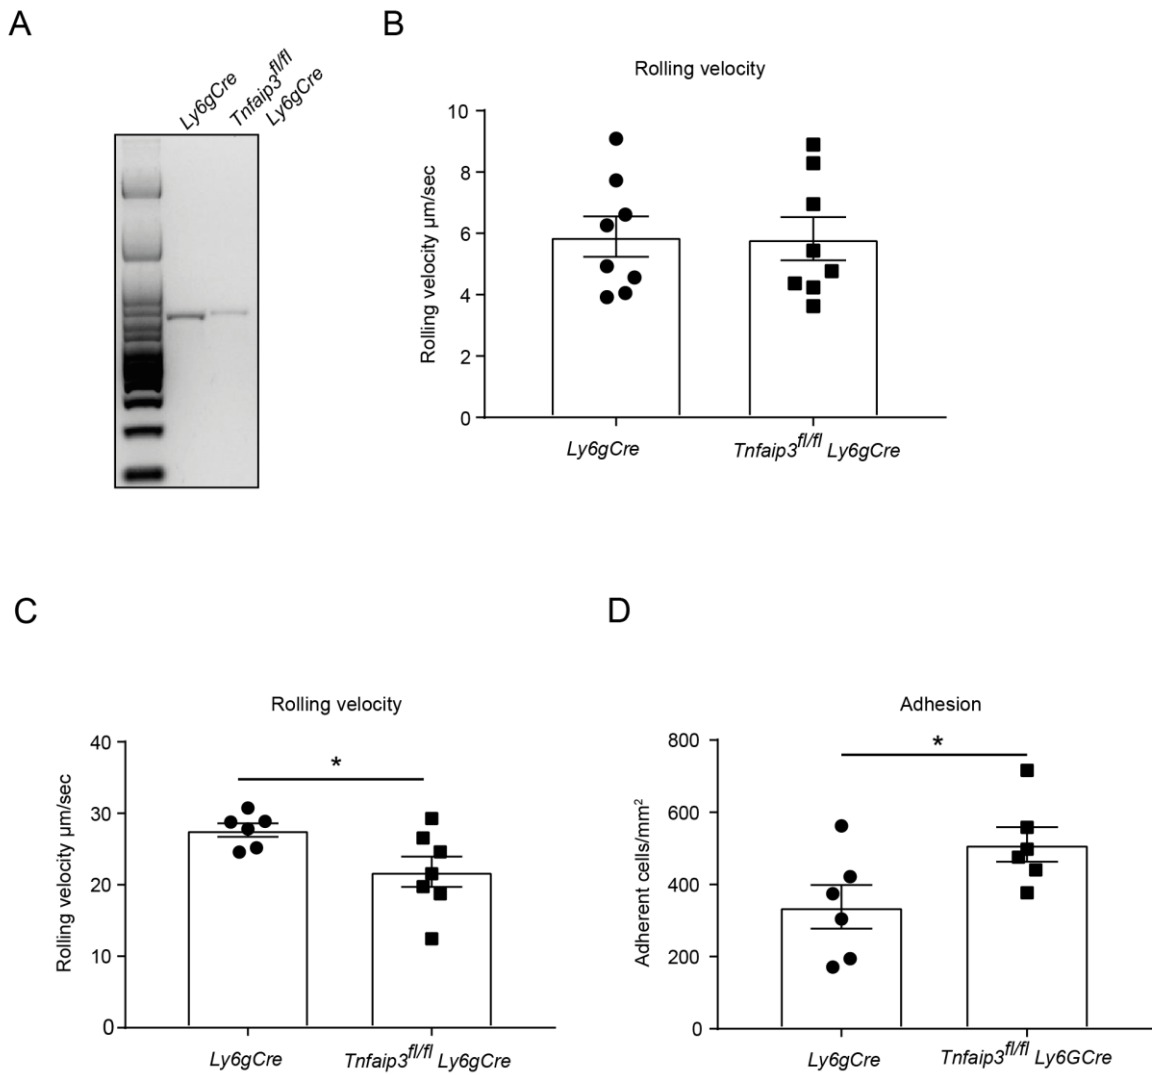 A
Ly6gCre
Tnfaip3fl/fl
Ly6gCre
B
Rolling velocity
Rolling velocity µm/sec
10
8
6
4
2
0
Ly6gCre
Tnfaip3fl/fl Ly6gCre
C
Rolling velocity
Rolling velocity µm/sec
40
30
20
10
0
*
Ly6gCre
Tnfaip3fl/fl Ly6gCre
D
Adhesion
Adherent cells/mm²
800
600
400
200
0
*
Ly6gCre
Tnfaip3fl/fl Ly6GCre